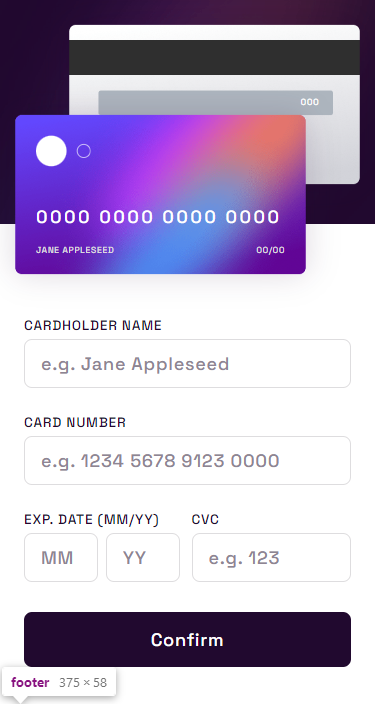 000
0000 0000 0000 0000
JANE APPLESEED 00/00
CARDHOLDER NAME
e.g. Jane Appleseed
CARD NUMBER
e.g. 1234 5678 9123 0000
EXP. DATE (MM/YY) CVC
MM YY e.g. 123
Confirm
footer 375 × 58